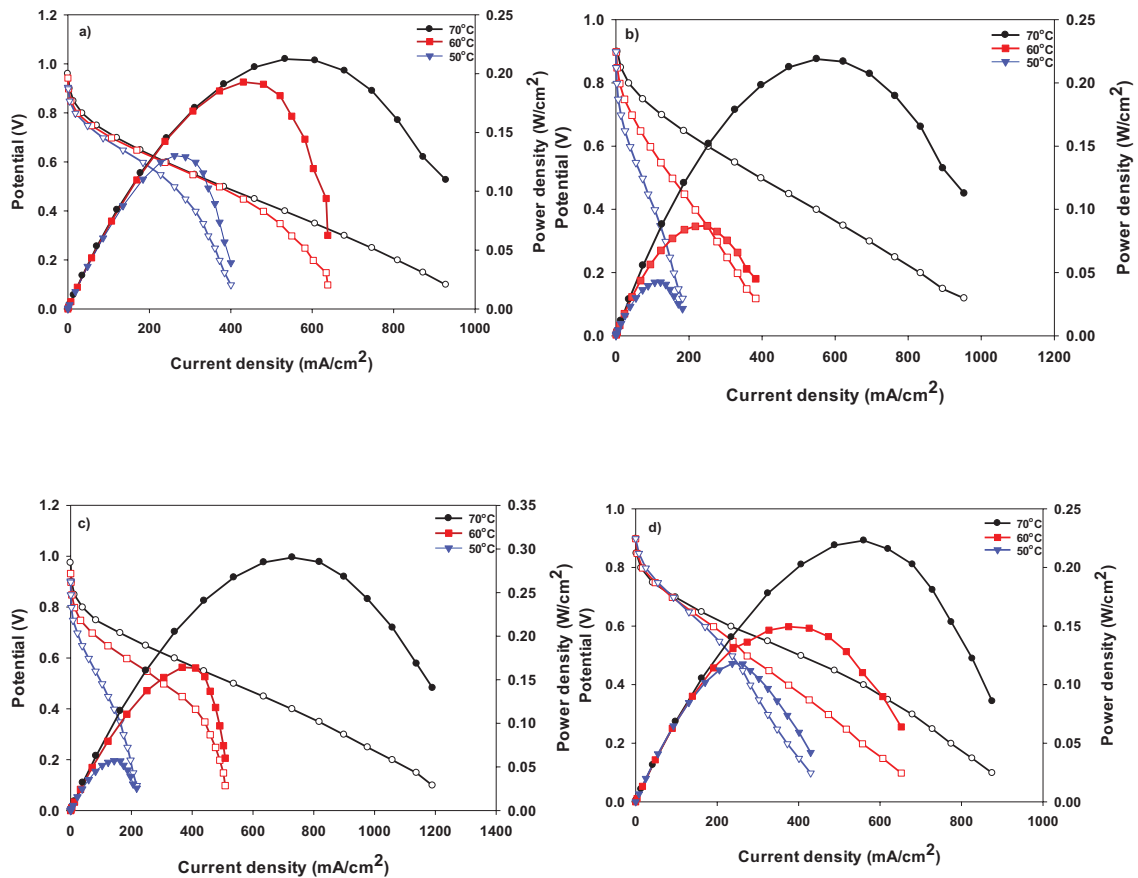 a)
70°C
60°C
50°C
Potential (V)
1.2
1.0
0.8
0.6
0.4
0.2
0.0
0.25
0.20
0.15
0.10
0.05
0.00
Power density (W/cm²)
0 200 400 600 800 1000
Current density (mA/cm²)
b)
70°C
60°C
50°C
Potential (V)
1.0
0.8
0.6
0.4
0.2
0.0
0.25
0.20
0.15
0.10
0.05
0.00
Power density (W/cm²)
0 200 400 600 800 1000 1200
Current density (mA/cm²)
c)
70°C
60°C
50°C
Potential (V)
1.2
1.0
0.8
0.6
0.4
0.2
0.0
0.35
0.30
0.25
0.20
0.15
0.10
0.05
0.00
Power density (W/cm²)
0 200 400 600 800 1000 1200 1400
Current density (mA/cm²)
d)
70°C
60°C
50°C
Potential (V)
1.0
0.8
0.6
0.4
0.2
0.0
0.25
0.20
0.15
0.10
0.05
0.00
Power density (W/cm²)
0 200 400 600 800 1000
Current density (mA/cm²)